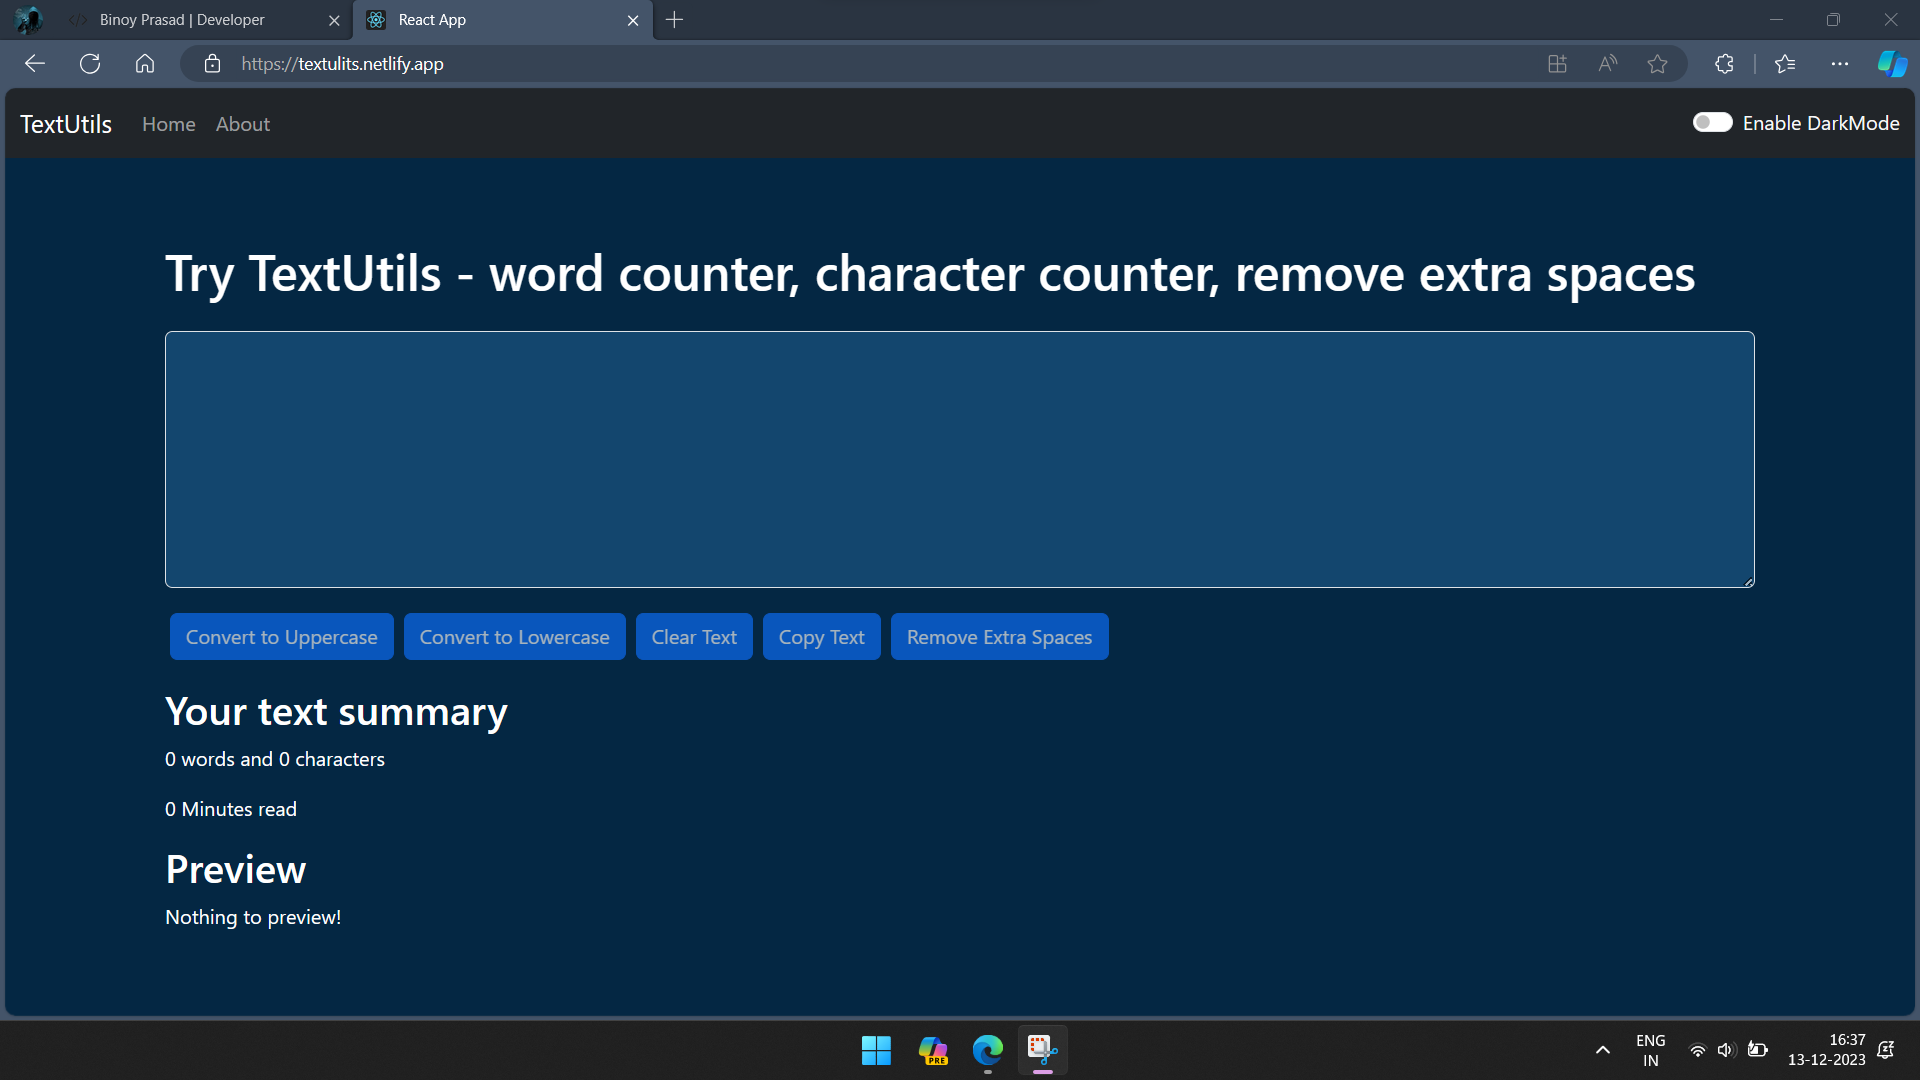 Binoy Prasad | Developer
React App
https://textulits.netlify.app
TextUtils Home About Enable DarkMode
Try TextUtils - word counter, character counter, remove extra spaces
Convert to Uppercase Convert to Lowercase Clear Text Copy Text Remove Extra Spaces
Your text summary
0 words and 0 characters
0 Minutes read
Preview
Nothing to preview!
PRE
ENG
IN
16:37
13-12-2023